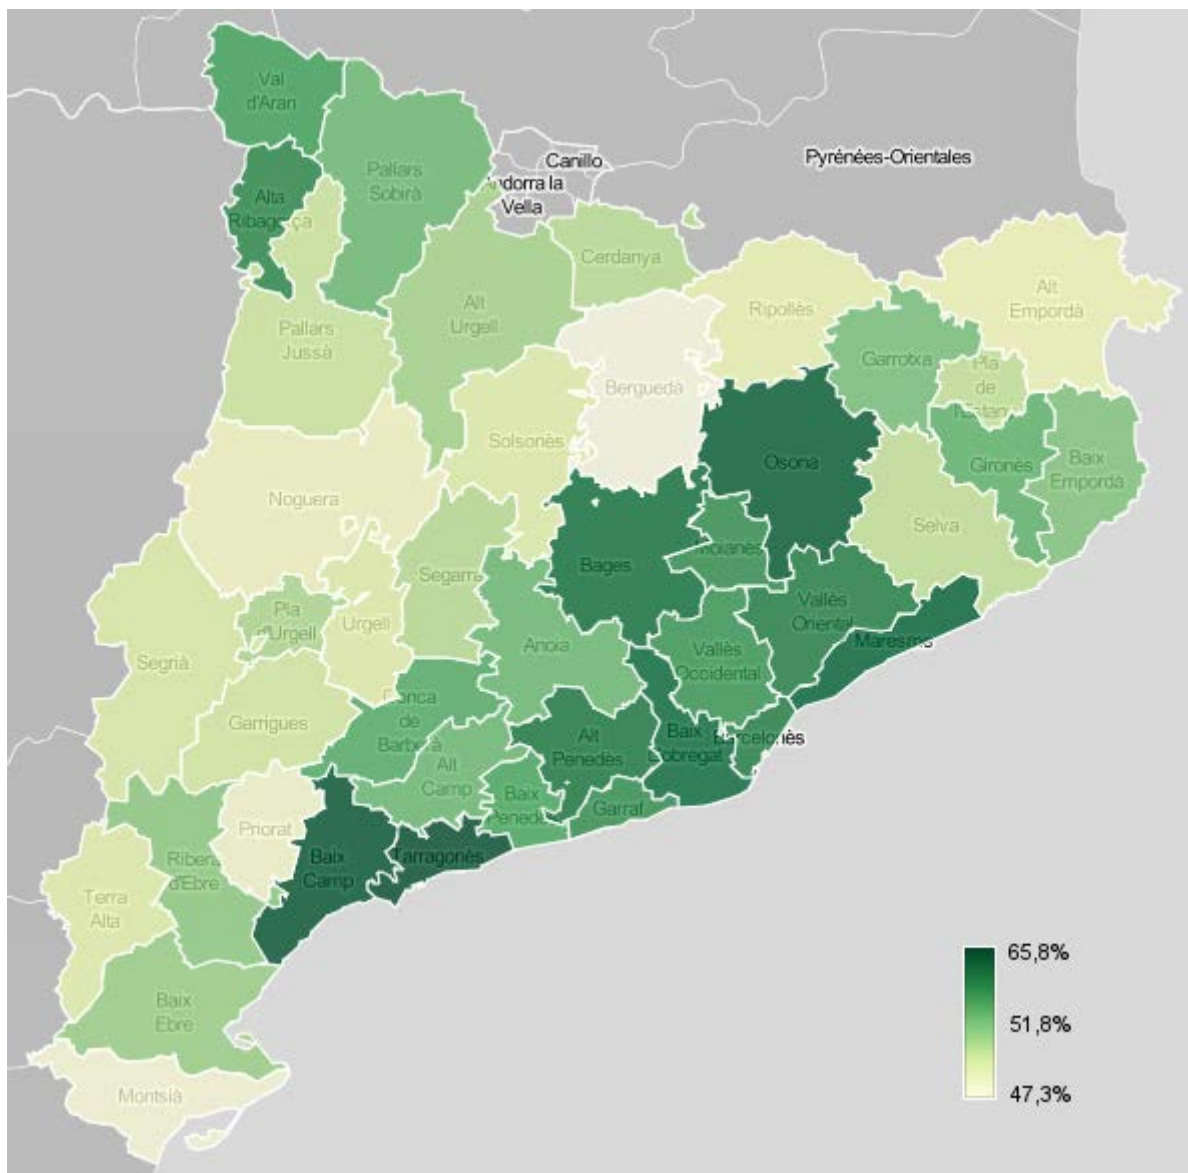 Val
d'Aran
Pallars
Sobirà
Canillo
Andorra la
Vella
Pyrénées-Orientales
Alta
Ribagorça
Cerdanya
Alt
Urgell
Ripollès
Alt
Empordà
Pallars
Jussà
Berguedà
Garrotxa
Pla
de
l'Estany
Solsonès
Osona
Gironès
Baix
Empordà
Noguera
Selva
Moianès
Bages
Segarra
Vallès
Oriental
Pla
d'Urgell
Urgell
Maresme
Anoia
Vallès
Occidental
Segrià
Conca
de
Barberà
Garrigues
Alt
Penedès
Baix
Llobregat
Barcelonès
Alt
Camp
Baix
Penedès
Garraf
Priorat
Baix
Camp
Tarragonès
Ribera
d'Ebre
Terra
Alta
65,8%
51,8%
47,3%
Baix
Ebre
Montsià